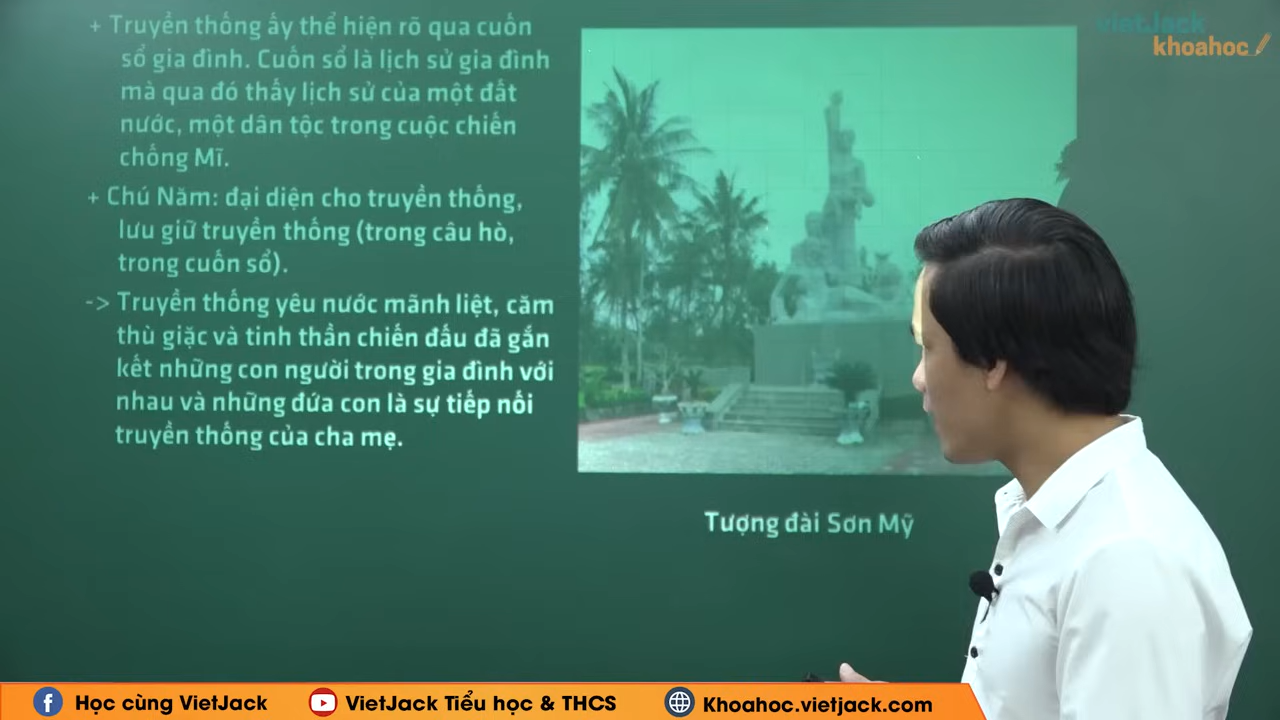 + Truyền thống ấy thể hiện rõ qua cuốn
sổ gia đình. Cuốn sổ là lịch sử gia đình
mà qua đó thấy lịch sử của một đất
nước, một dân tộc trong cuộc chiến
chống Mĩ.
+ Chú Năm: đại diện cho truyền thống,
lưu giữ truyền thống (trong câu hò,
trong cuốn sổ).
-> Truyền thống yêu nước mãnh liệt, căm
thù giặc và tinh thần chiến đấu đã gắn
kết những con người trong gia đình với
nhau và những đứa con là sự tiếp nối
truyền thống của cha mẹ.
vietJack
khoahoc
Tượng đài Sơn Mỹ
Học cùng VietJack
VietJack Tiểu học & THCS
Khoahoc.vietjack.com